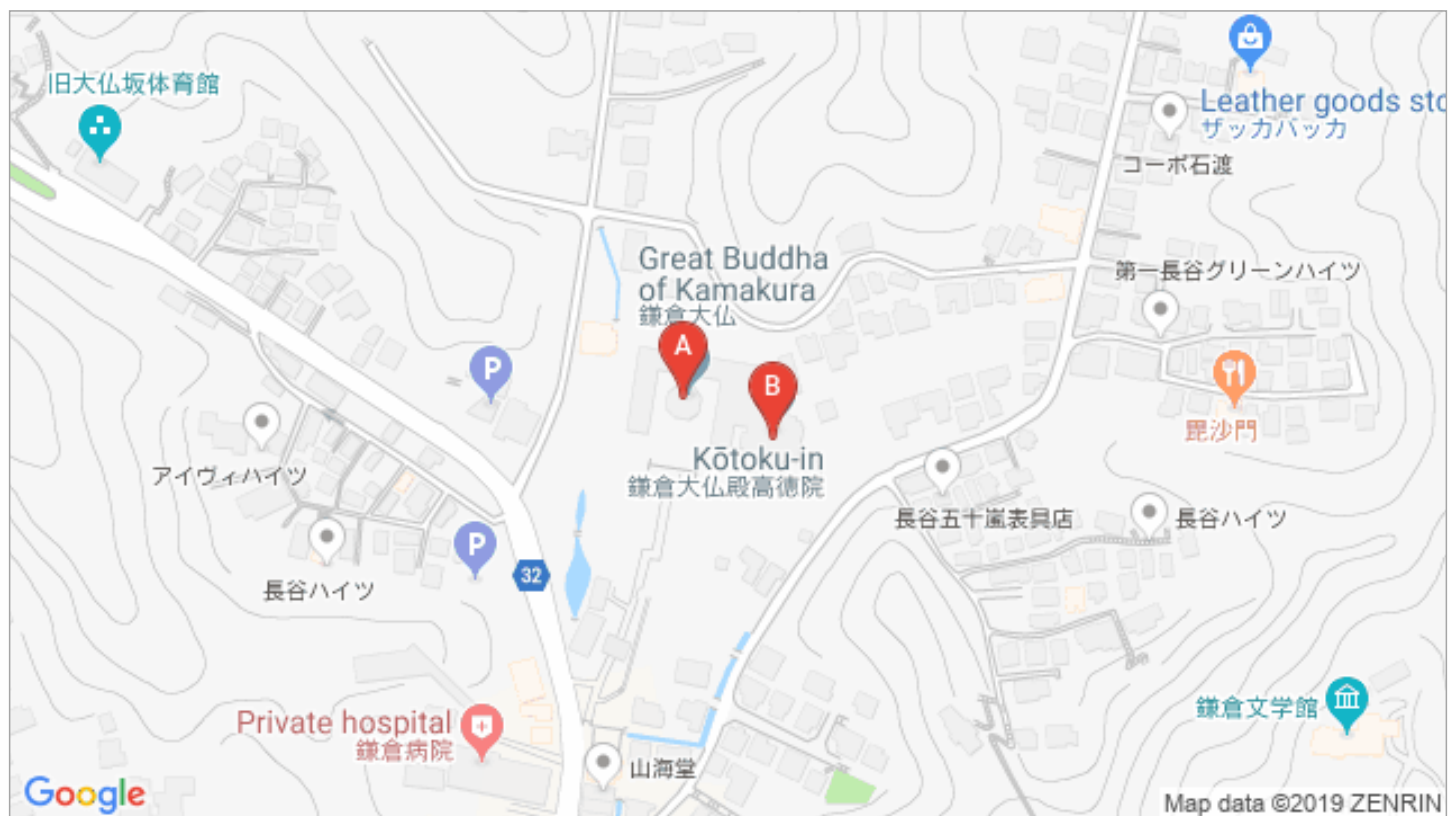 旧大仏坂体育館
Leather goods sto
ザッカバッカ
コーポ石渡
Great Buddha
of Kamakura
鎌倉大仏
第一長谷グリーンハイツ
A
P
B
毘沙門
アイヴィハイツ
Kōtoku-in
鎌倉大仏殿高徳院
長谷五十嵐表具店
長谷ハイツ
P
32
長谷ハイツ
Private hospital
鎌倉病院
鎌倉文学館
山海堂
Google
Map data ©2019 ZENRIN